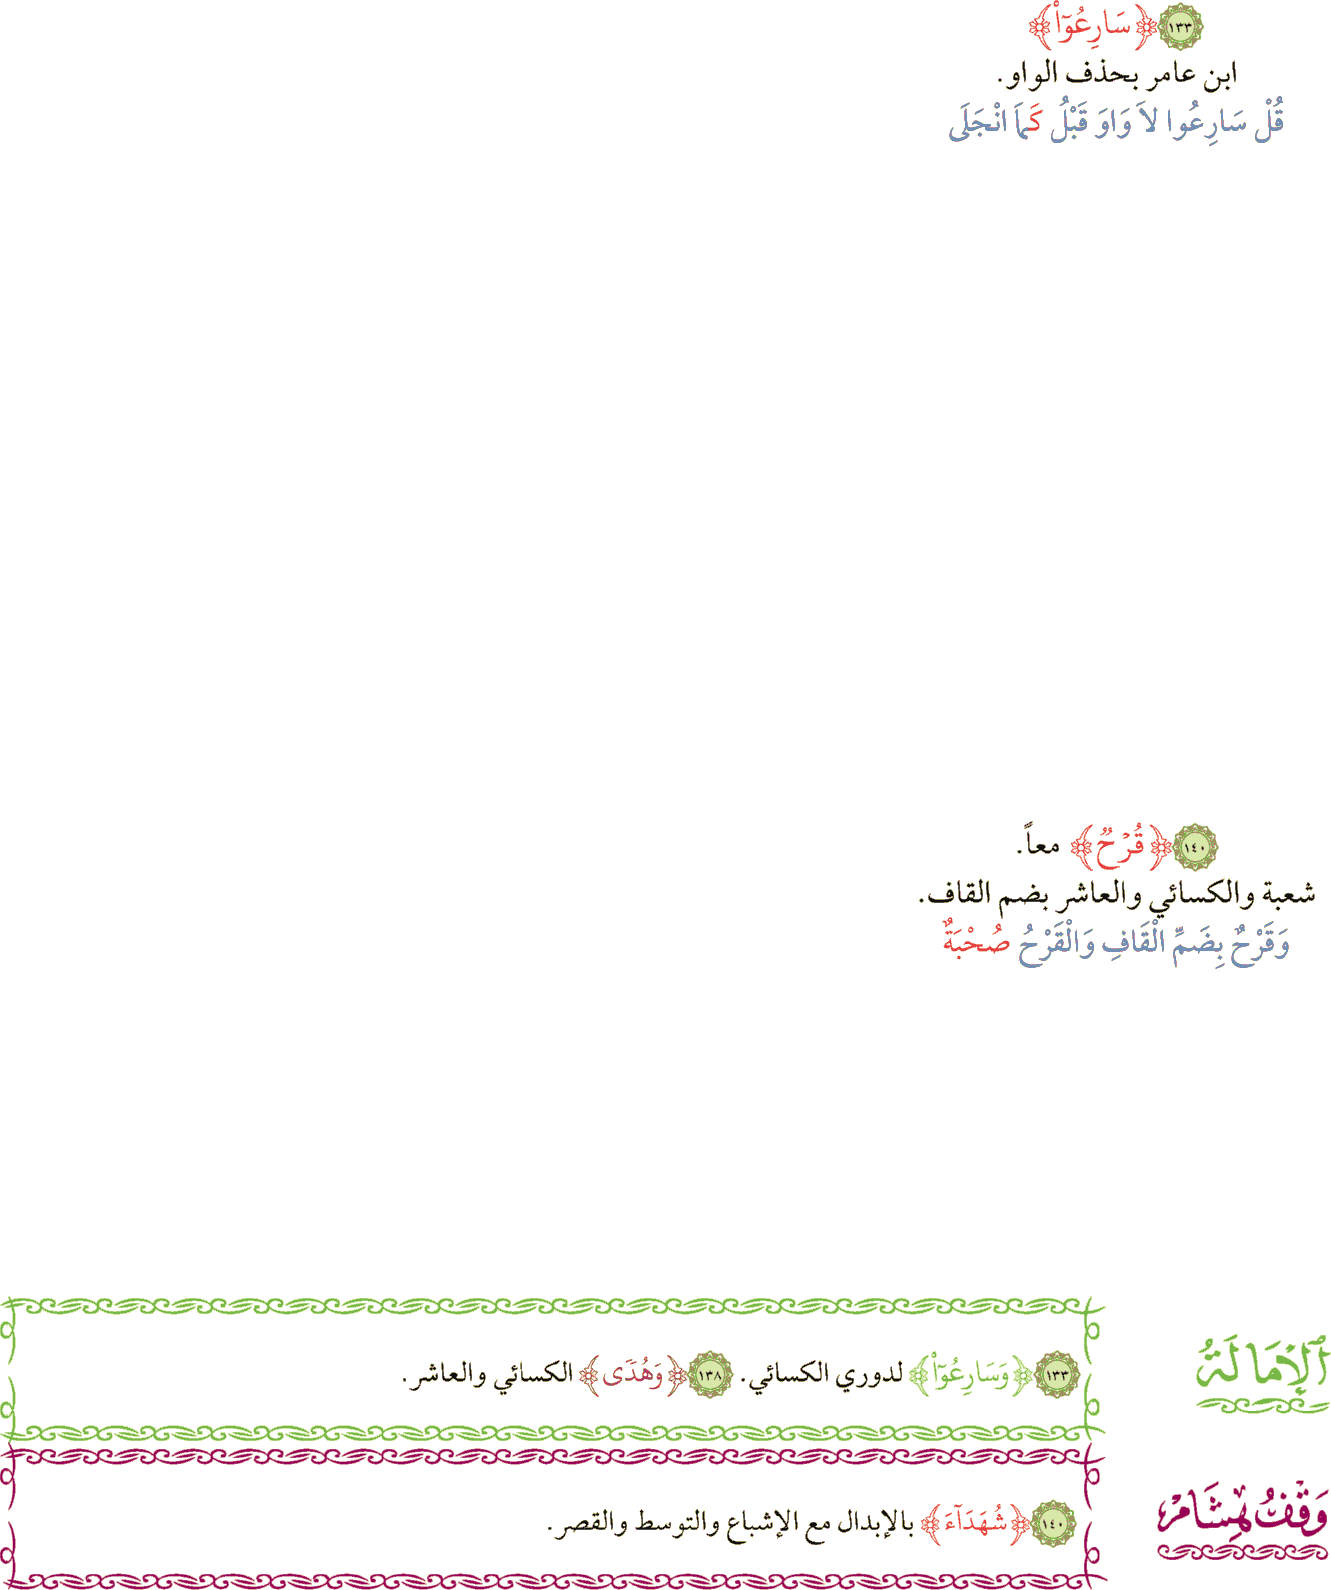 ١٣٣ ﴿سَارِعُوٓاْ﴾
ابن عامر بحذف الواو.
قُلْ سَارِعُوا لاَ وَاوَ قَبْلُ كَمَا انْجَلَى
١٤٠ ﴿قُرْحٌ﴾ معاً.
شعبة والكسائي والعاشر بضم القاف.
وَقَرْحٌ بِضَمِّ الْقَافِ وَالْقَرْحُ صُحْبَةٌ
ٱلْإِمَالَةُ
١٣٣ ﴿وَسَارِعُوٓاْ﴾ لدوري الكسائي. ١٣٨ ﴿وَهُدٗى﴾ الكسائي والعاشر.
وَقْفُ هِشَامٍ
١٤٠ ﴿شُهَدَآءَ﴾ بالإبدال مع الإشباع والتوسط والقصر.